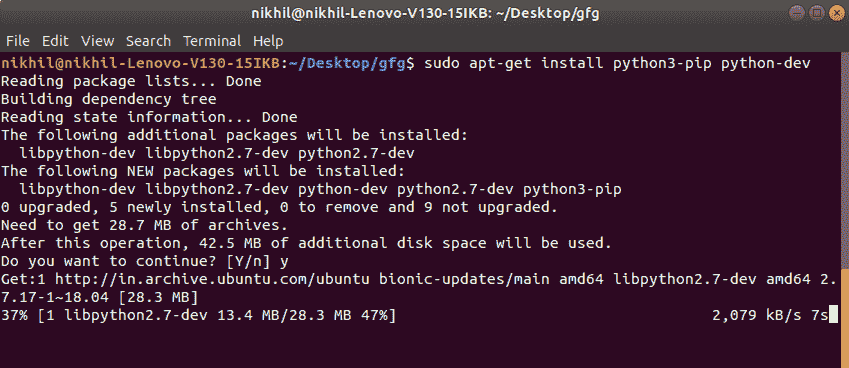 nikhil@nikhil-Lenovo-V130-15IKB: ~/Desktop/gfg
File Edit View Search Terminal Help
nikhil@nikhil-Lenovo-V130-15IKB:~/Desktop/gfg$ sudo apt-get install python3-pip python-dev
Reading package lists... Done
Building dependency tree
Reading state information... Done
The following additional packages will be installed:
  libpython-dev libpython2.7-dev python2.7-dev
The following NEW packages will be installed:
  libpython-dev libpython2.7-dev python-dev python2.7-dev python3-pip
0 upgraded, 5 newly installed, 0 to remove and 9 not upgraded.
Need to get 28.7 MB of archives.
After this operation, 42.5 MB of additional disk space will be used.
Do you want to continue? [Y/n] y
Get:1 http://in.archive.ubuntu.com/ubuntu bionic-updates/main amd64 libpython2.7-dev amd64 2.
7.17-1~18.04 [28.3 MB]
37% [1 libpython2.7-dev 13.4 MB/28.3 MB 47%] 2,079 kB/s 7s